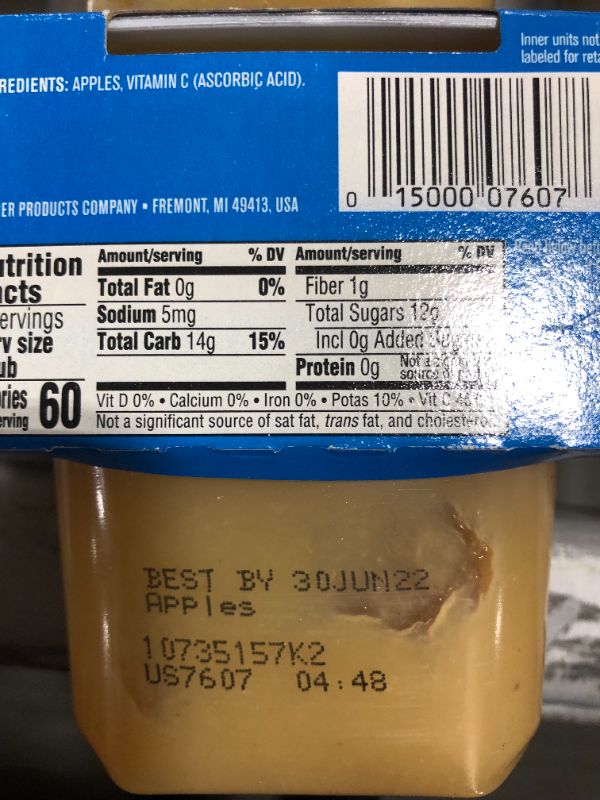 Inner units not
labeled for reta
REDIENTS: APPLES, VITAMIN C (ASCORBIC ACID).
0 15000 07607
ER PRODUCTS COMPANY • FREMONT, MI 49413, USA
utrition
acts
ervings
v size
ub
ries 60
erving
Amount/serving % DV
Total Fat 0g 0%
Sodium 5mg
Total Carb 14g 15%
Amount/serving % DV
Fiber 1g
Total Sugars 12g
Incl 0g Added
Protein 0g Not a
Vit D 0% • Calcium 0% • Iron 0% • Potas 10% • Vit C
Not a significant source of sat fat, trans fat, and cholestero
BEST BY 30JUN22
APPles
10735157K2
US7607 04:48